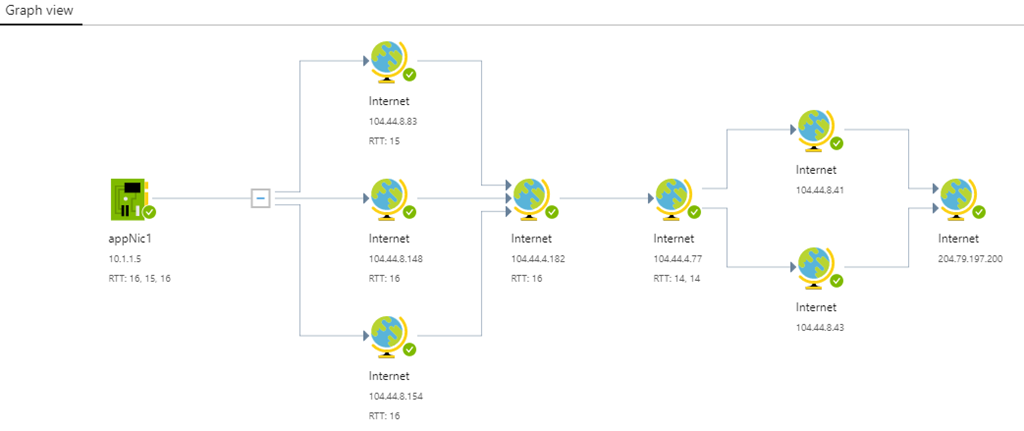 Graph view
Internet
104.44.8.83
RTT: 15
Internet
104.44.8.41
appNic1
10.1.1.5
RTT: 16, 15, 16
Internet
104.44.8.148
RTT: 16
Internet
104.44.4.182
RTT: 16
Internet
104.44.4.77
RTT: 14, 14
Internet
204.79.197.200
Internet
104.44.8.43
Internet
104.44.8.154
RTT: 16